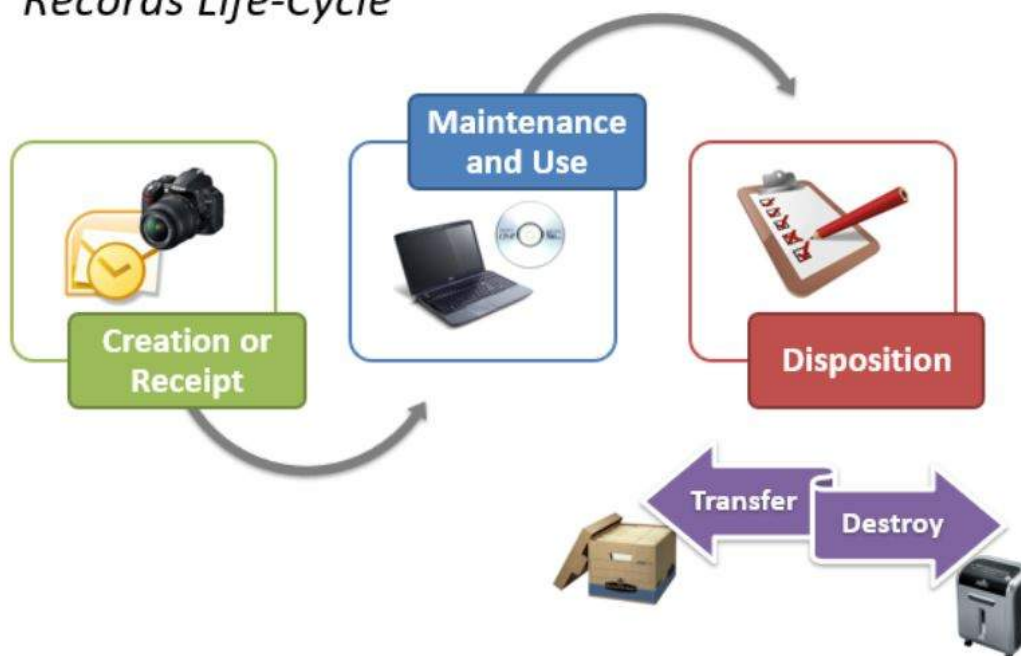 Records Life-Cycle
Maintenance
and Use
Creation or
Receipt
Disposition
Transfer
Destroy